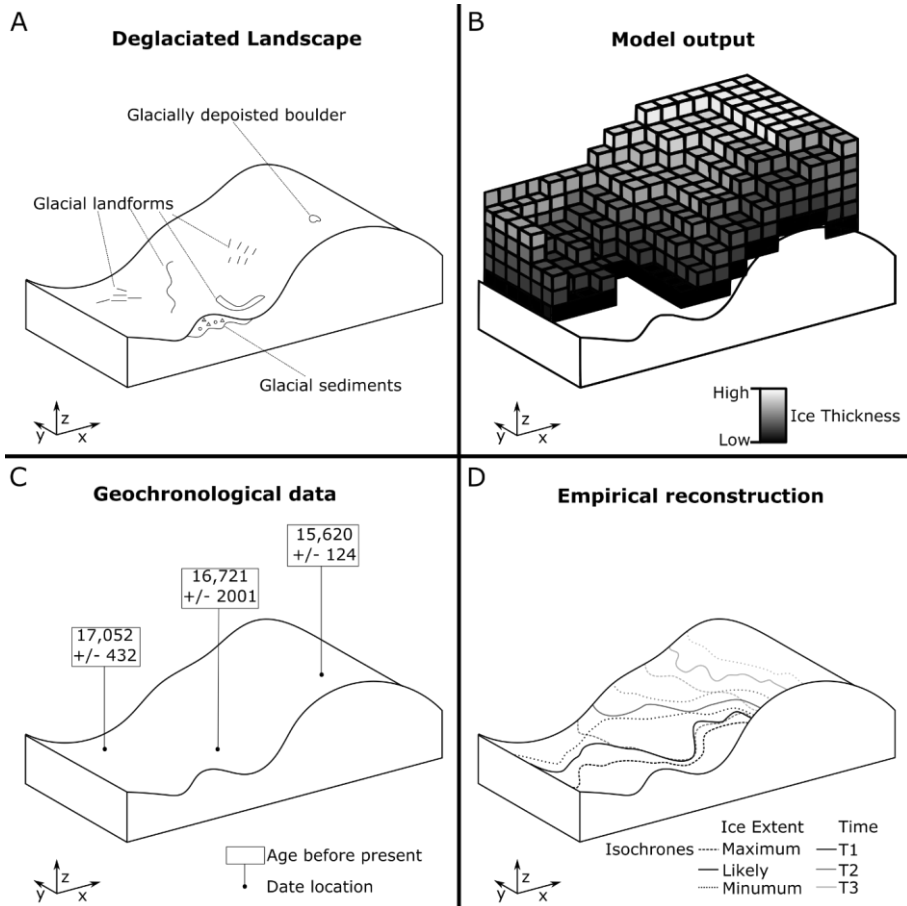 A
Deglaciated Landscape
Glacially depoisted boulder
Glacial landforms
Glacial sediments
z
y
x
B
Model output
High
Ice Thickness
Low
z
y
x
C
Geochronological data
15,620
+/- 124
16,721
+/- 2001
17,052
+/- 432
Age before present
Date location
z
y
x
D
Empirical reconstruction
Ice Extent
Time
Isochrones
Maximum
T1
Likely
T2
Minumum
T3
z
y
x